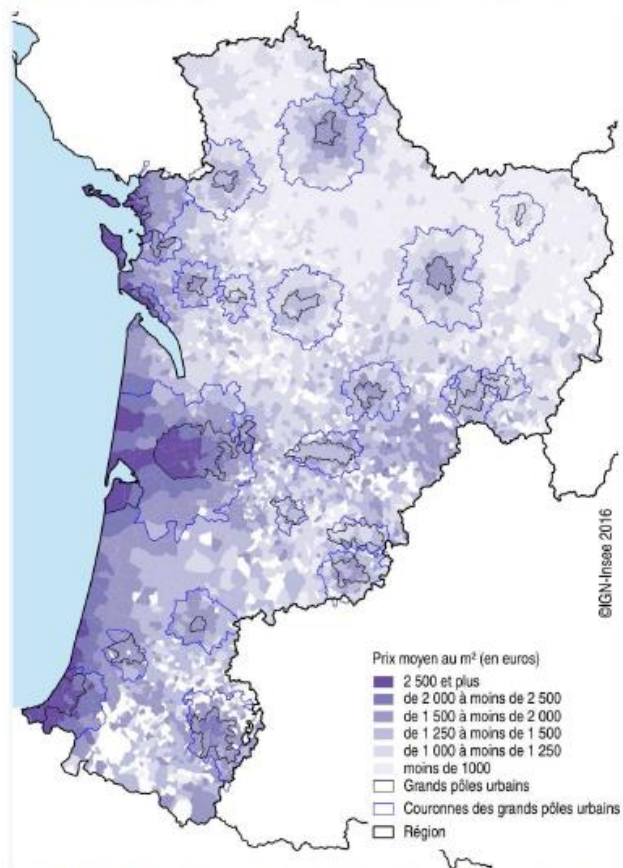 ©IGN-Insee 2016
Prix moyen au m² (en euros)
2 500 et plus
de 2 000 à moins de 2 500
de 1 500 à moins de 2 000
de 1 250 à moins de 1 500
de 1 000 à moins de 1 250
moins de 1000
Grands pôles urbains
Couronnes des grands pôles urbains
Région